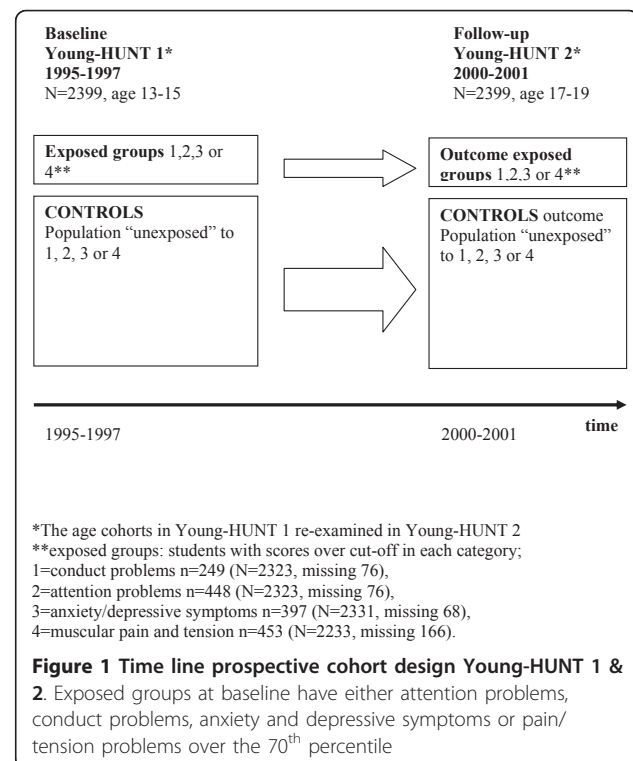 Baseline
Young-HUNT 1*
1995-1997
N=2399, age 13-15
Follow-up
Young-HUNT 2*
2000-2001
N=2399, age 17-19
Exposed groups 1,2,3 or
4**
Outcome exposed
groups 1,2,3 or 4**
CONTROLS
Population “unexposed” to
1, 2, 3 or 4
CONTROLS outcome
Population “unexposed”
to 1, 2, 3 or 4
time
1995-1997
2000-2001
*The age cohorts in Young-HUNT 1 re-examined in Young-HUNT 2
**exposed groups: students with scores over cut-off in each category;
1=conduct problems n=249 (N=2323, missing 76),
2=attention problems n=448 (N=2323, missing 76),
3=anxiety/depressive symptoms n=397 (N=2331, missing 68),
4=muscular pain and tension n=453 (N=2233, missing 166).
Figure 1 Time line prospective cohort design Young-HUNT 1 &
2. Exposed groups at baseline have either attention problems,
conduct problems, anxiety and depressive symptoms or pain/
tension problems over the 70th percentile